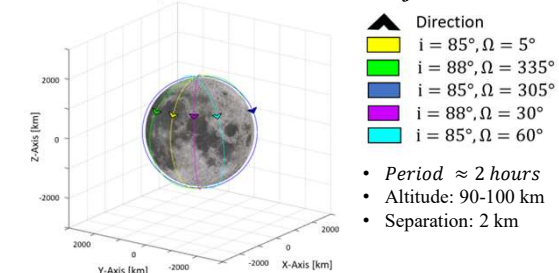 Direction
i = 85°, Ω = 5°
i = 88°, Ω = 335°
i = 85°, Ω = 305°
i = 88°, Ω = 30°
i = 85°, Ω = 60°
• Period ≈ 2 hours
• Altitude: 90-100 km
• Separation: 2 km
Z-Axis [km]
2000
0
-2000
2000
0
-2000
Y-Axis [km]
2000
0
-2000
X-Axis [km]